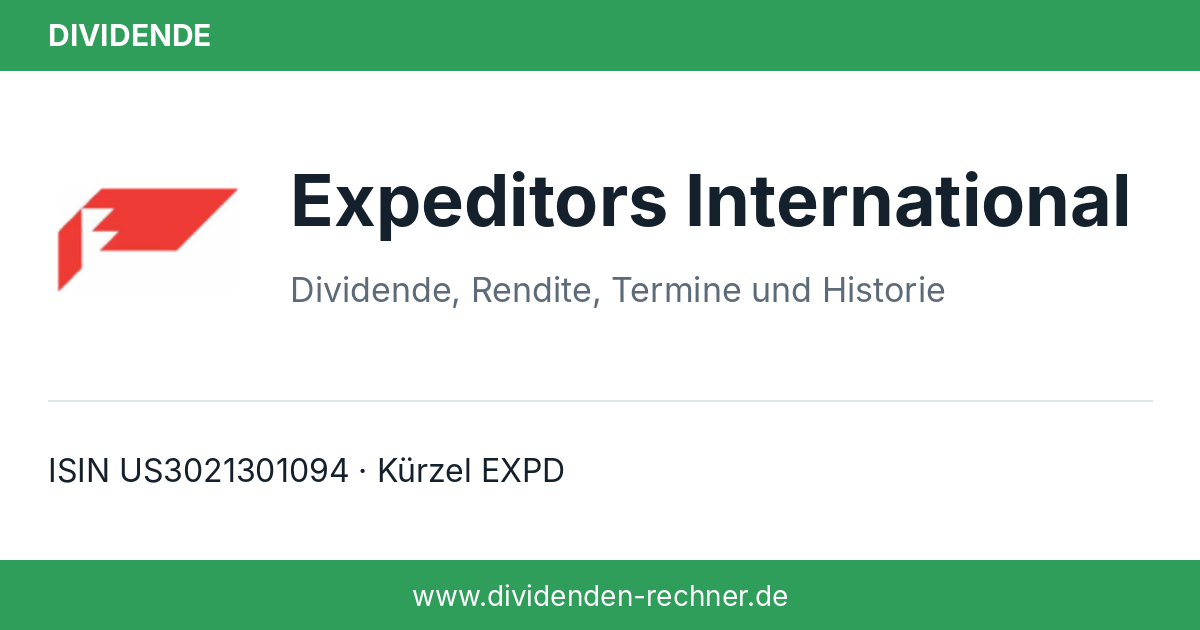 DIVIDENDE
Expeditors International
Dividende, Rendite, Termine und Historie
ISIN US3021301094 · Kürzel EXPD
www.dividenden-rechner.de